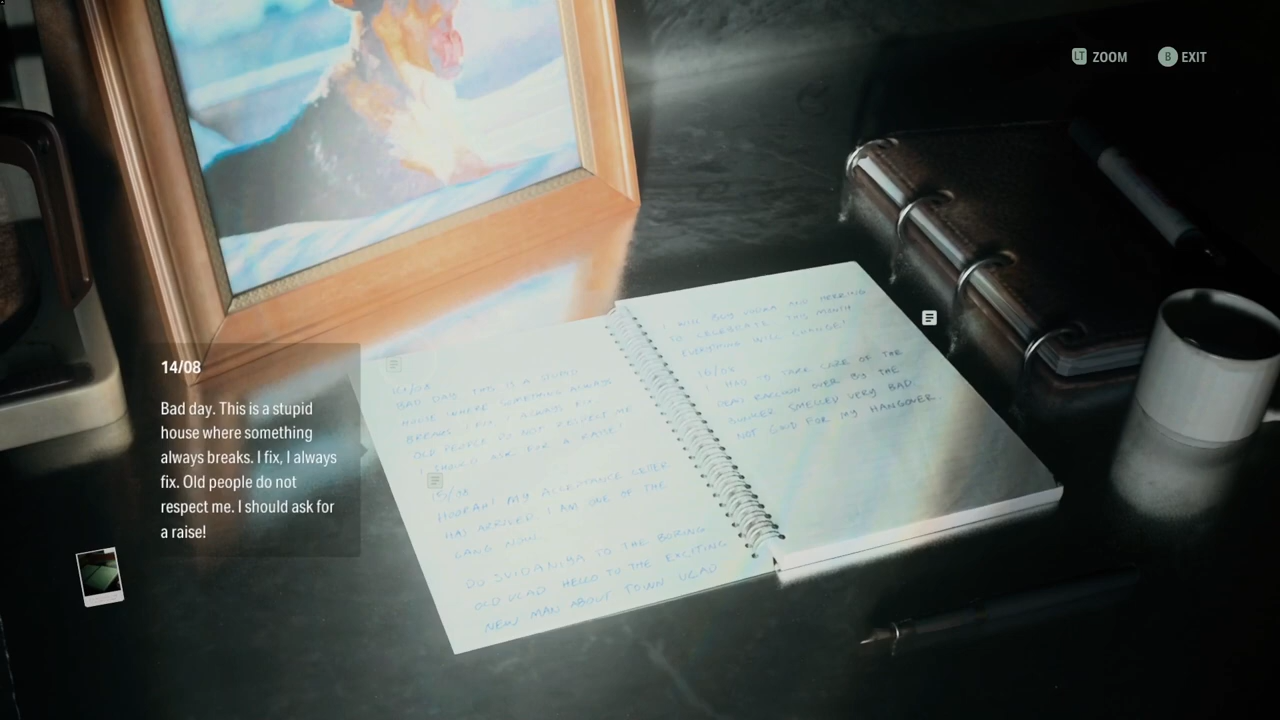 LT ZOOM
B EXIT
14/08
Bad day. This is a stupid
house where something
always breaks. I fix, I always
fix. Old people do not
respect me. I should ask for
a raise!
14/08
BAD DAY. THIS IS A STUPID
HOUSE WHERE SOMETHING ALWAYS
BREAKS. I FIX, I ALWAYS FIX.
OLD PEOPLE DO NOT RESPECT ME.
I SHOULD ASK FOR A RAISE!
15/08
HOORAH! MY ACCEPTANCE LETTER
HAS ARRIVED. I AM ONE OF THE
GANG NOW.
DO SVIDANIYA TO THE BORING
OLD VLAD. HELLO TO THE EXCITING
NEW MAN ABOUT TOWN VLAD
I WILL BUY VODKA AND HERRING
TO CELEBRATE. THIS MONTH
EVERYTHING WILL CHANGE!
16/08
I HAD TO TAKE CARE OF THE
DEAD RACCOON OVER BY THE
BUNKER. SMELLED VERY BAD.
NOT GOOD FOR MY HANGOVER.